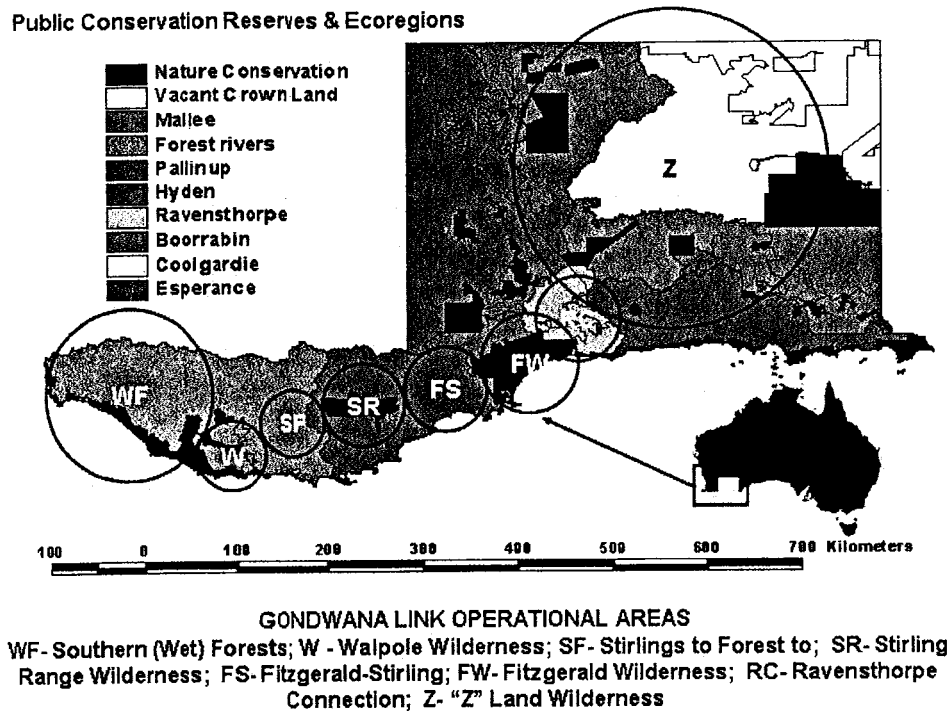 Public Conservation Reserves & Ecoregions
Nature Conservation
Vacant Crown Land
Mallee
Forest rivers
Pallinup
Hyden
Ravensthorpe
Boorrabin
Coolgardie
Esperance
Z
WF
W
SF
SR
FS
FW
100 0 100 200 300 400 500 600 700 Kilometers
GONDWANA LINK OPERATIONAL AREAS
WF- Southern (Wet) Forests; W - Walpole Wilderness; SF- Stirlings to Forest to; SR- Stirling
Range Wilderness; FS- Fitzgerald-Stirling; FW- Fitzgerald Wilderness; RC- Ravensthorpe
Connection; Z- "Z" Land Wilderness